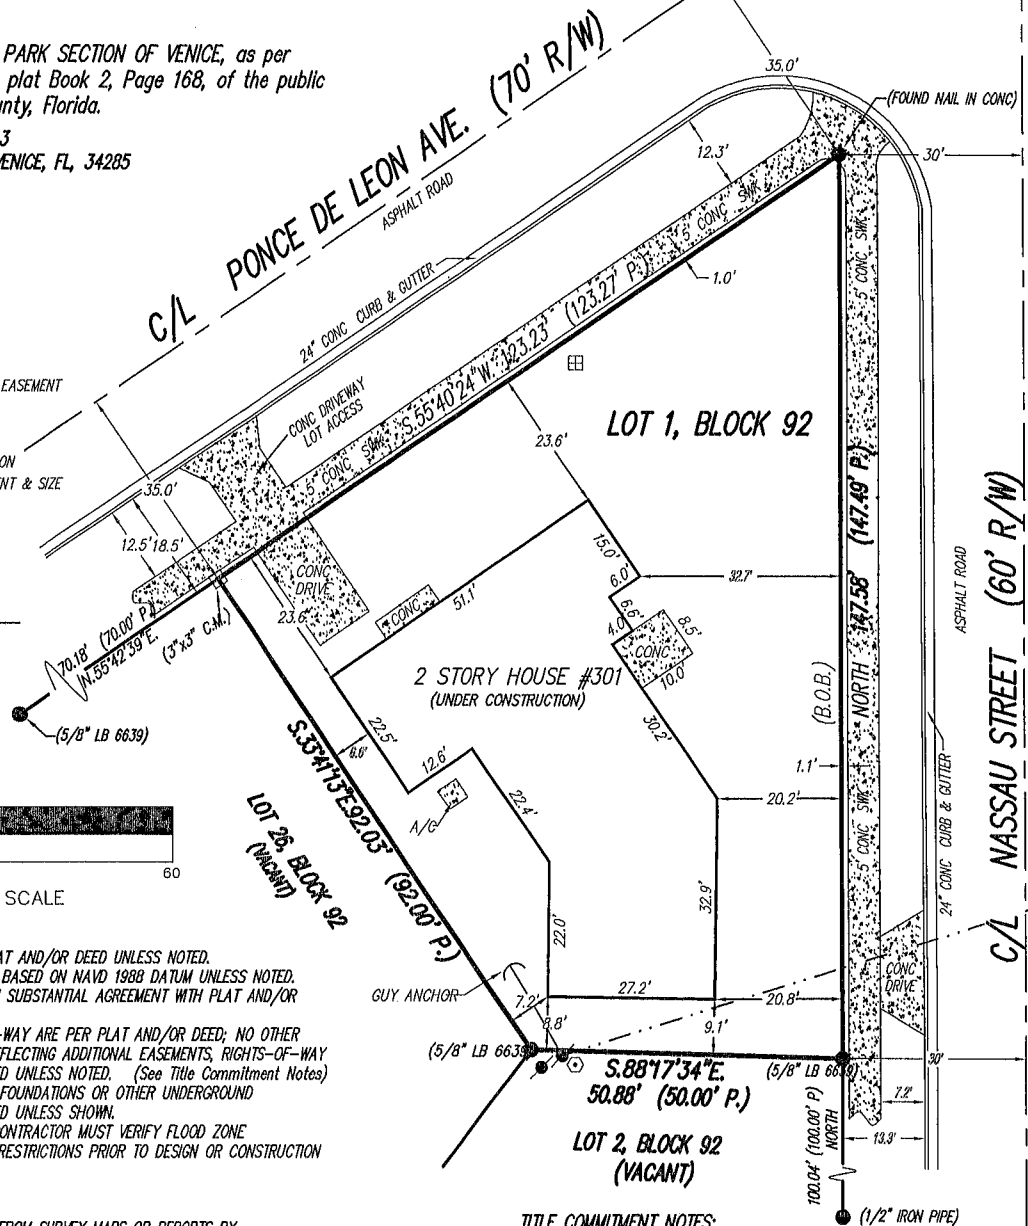 PARK SECTION OF VENICE, as per
plat Book 2, Page 168, of the public
nty, Florida.
3
VENICE, FL, 34285
C/L PONCE DE LEON AVE. (70' R/W)
ASPHALT ROAD
35.0'
(FOUND NAIL IN CONC)
30'
12.3'
5' CONC SWK
1.0'
24" CONC CURB & GUTTER
S.55°40'24"W. 123.23' (123.27' P.)
5' CONC SWK
EASEMENT
CONC DRIVEWAY
LOT ACCESS
5' CONC SWK
LOT 1, BLOCK 92
23.6'
ON
NT & SIZE
35.0'
12.5'
18.5'
(147.49' P.)
C/L NASSAU STREET (60' R/W)
ASPHALT ROAD
15.0'
6.0'
32.7'
CONC
DRIVE
CONC
51.1'
23.6'
6.6'
4.0'
8.5'
CONC
10.0'
147.58'
70.18' (70.00' P.)
N.55°42'39"E.
(3"x3" C.M.)
2 STORY HOUSE #301
(UNDER CONSTRUCTION)
NORTH
(B.O.B.)
(5/8" LB 6639)
22.5'
30.2'
12.6'
S.33°41'13"E.
92.03' (92.00' P.)
1.1'
22.4'
20.2'
A/C
LOT 26, BLOCK 92
(VACANT)
5' CONC SWK
24" CONC CURB & GUTTER
60
SCALE
22.0'
32.9'
AT AND/OR DEED UNLESS NOTED.
BASED ON NAVD 1988 DATUM UNLESS NOTED.
SUBSTANTIAL AGREEMENT WITH PLAT AND/OR
-WAY ARE PER PLAT AND/OR DEED; NO OTHER
FLECTING ADDITIONAL EASEMENTS, RIGHTS-OF-WAY
D UNLESS NOTED. (See Title Commitment Notes)
FOUNDATIONS OR OTHER UNDERGROUND
D UNLESS SHOWN.
ONTRACTOR MUST VERIFY FLOOD ZONE
RESTRICTIONS PRIOR TO DESIGN OR CONSTRUCTION
GUY ANCHOR
7.2'
27.2'
20.8'
CONC
DRIVE
8.8'
9.1'
(5/8" LB 6639)
S.88°17'34"E.
50.88' (50.00' P.)
(5/8" LB 6639)
30'
7.2'
13.3'
LOT 2, BLOCK 92
(VACANT)
100.04' (100.00' P)
NORTH
(1/2" IRON PIPE)
FROM SURVEY MAPS OR REPORTS BY
TITLE COMMITMENT NOTES: